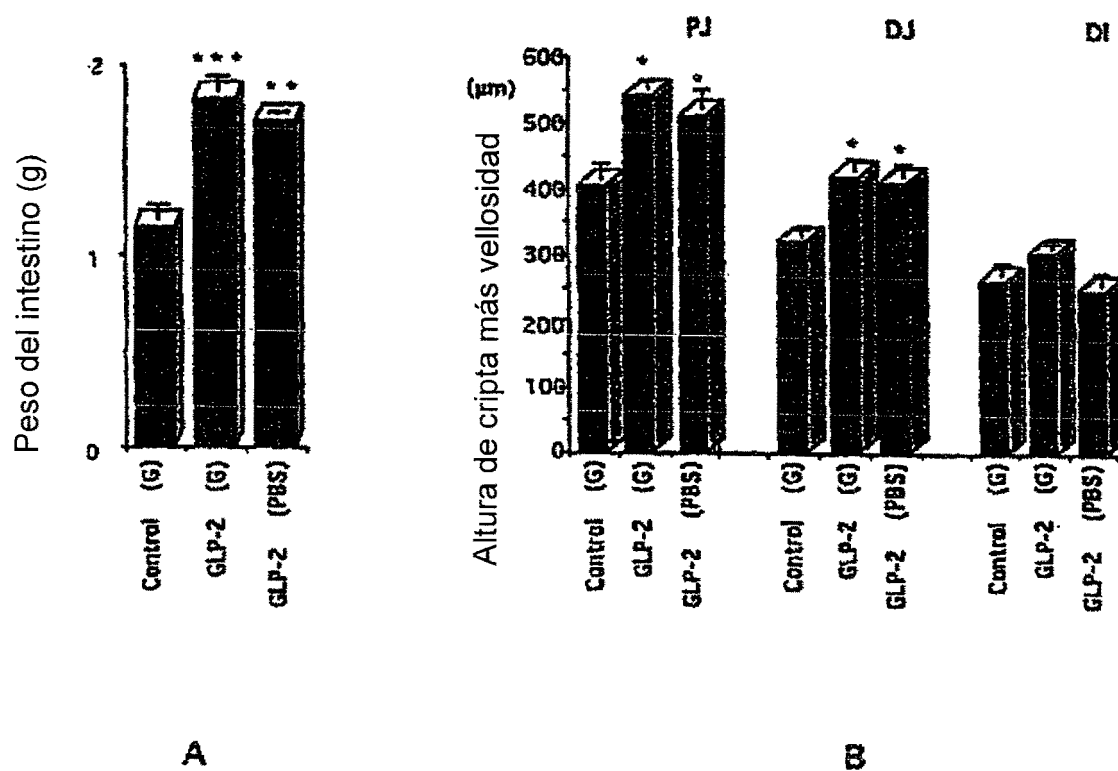 Peso del intestino (g)
2
1
0
***
**
Control (G)
GLP-2 (G)
GLP-2 (PBS)
A
Altura de cripta más vellosidad
(μm)
600
500
400
300
200
100
0
PJ
*
*
Control (G)
GLP-2 (G)
GLP-2 (PBS)
DJ
*
*
Control (G)
GLP-2 (G)
GLP-2 (PBS)
DI
Control (G)
GLP-2 (G)
GLP-2 (PBS)
B